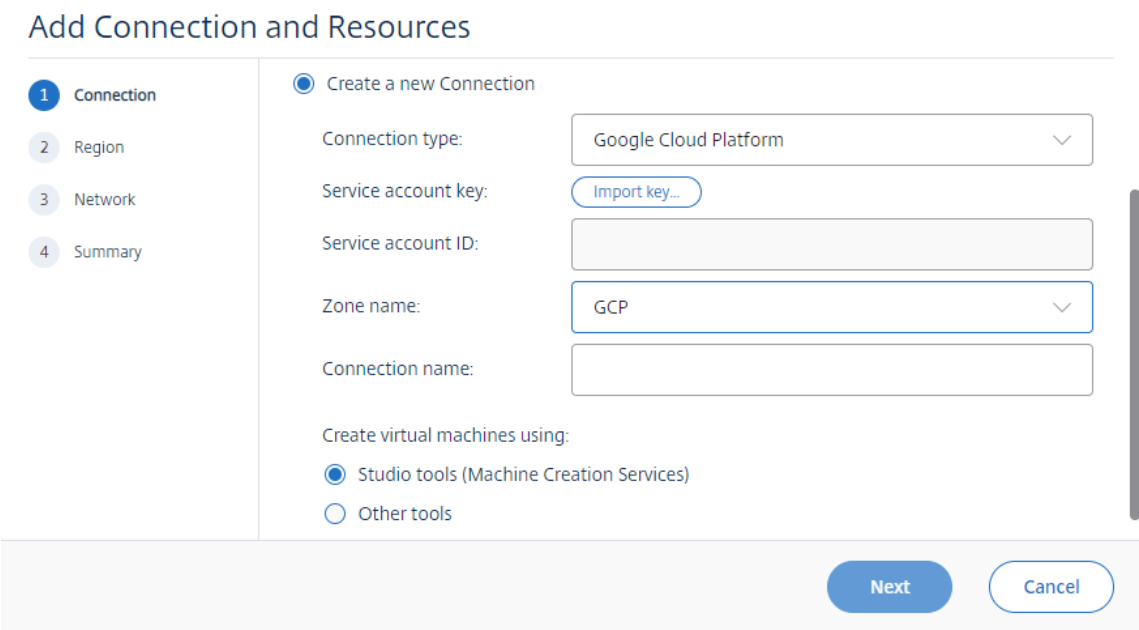 Add Connection and Resources
1 Connection
2 Region
3 Network
4 Summary
Create a new Connection
Connection type: Google Cloud Platform
Service account key: Import key...
Service account ID:
Zone name: GCP
Connection name:
Create virtual machines using:
Studio tools (Machine Creation Services)
Other tools
Next Cancel